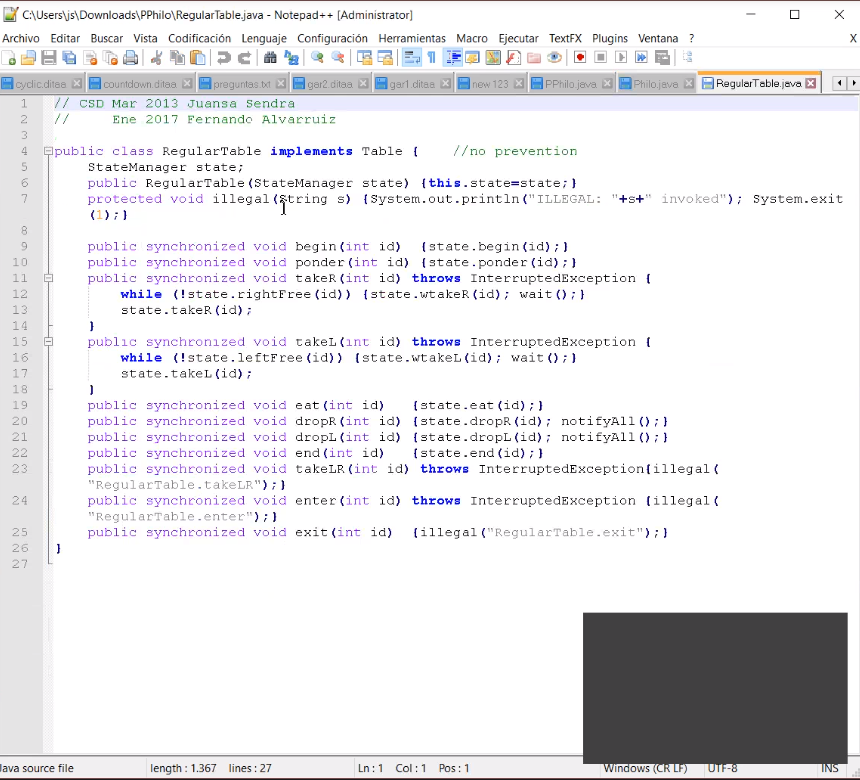 C:\Users\js\Downloads\PPhilo\RegularTable.java - Notepad++ [Administrator]
Archivo Editar Buscar Vista Codificación Lenguaje Configuración Herramientas Macro Ejecutar TextFX Plugins Ventana ? X
cyclic.ditaa countdown.ditaa preguntas.txt gar2.ditaa gar1.ditaa new 123 PPhilo.java Philo.java RegularTable.java
1 // CSD Mar 2013 Juansa Sendra
2 //     Ene 2017 Fernando Alvarruiz
3
4 public class RegularTable implements Table {    //no prevention
5     StateManager state;
6     public RegularTable(StateManager state) {this.state=state;}
7     protected void illegal(String s) {System.out.println("ILLEGAL: "+s+" invoked"); System.exit
(1);}
8
9     public synchronized void begin(int id)  {state.begin(id);}
10     public synchronized void ponder(int id) {state.ponder(id);}
11     public synchronized void takeR(int id) throws InterruptedException {
12         while (!state.rightFree(id)) {state.wtakeR(id); wait();}
13         state.takeR(id);
14     }
15     public synchronized void takeL(int id) throws InterruptedException {
16         while (!state.leftFree(id)) {state.wtakeL(id); wait();}
17         state.takeL(id);
18     }
19     public synchronized void eat(int id)   {state.eat(id);}
20     public synchronized void dropR(int id) {state.dropR(id); notifyAll();}
21     public synchronized void dropL(int id) {state.dropL(id); notifyAll();}
22     public synchronized void end(int id)   {state.end(id);}
23     public synchronized void takeLR(int id) throws InterruptedException{illegal(
"RegularTable.takeLR");}
24     public synchronized void enter(int id) throws InterruptedException {illegal(
"RegularTable.enter");}
25     public synchronized void exit(int id)  {illegal("RegularTable.exit");}
26 }
27
Java source file length : 1.367 lines : 27 Ln : 1 Col : 1 Pos : 1 Windows (CR LF) UTF-8 INS